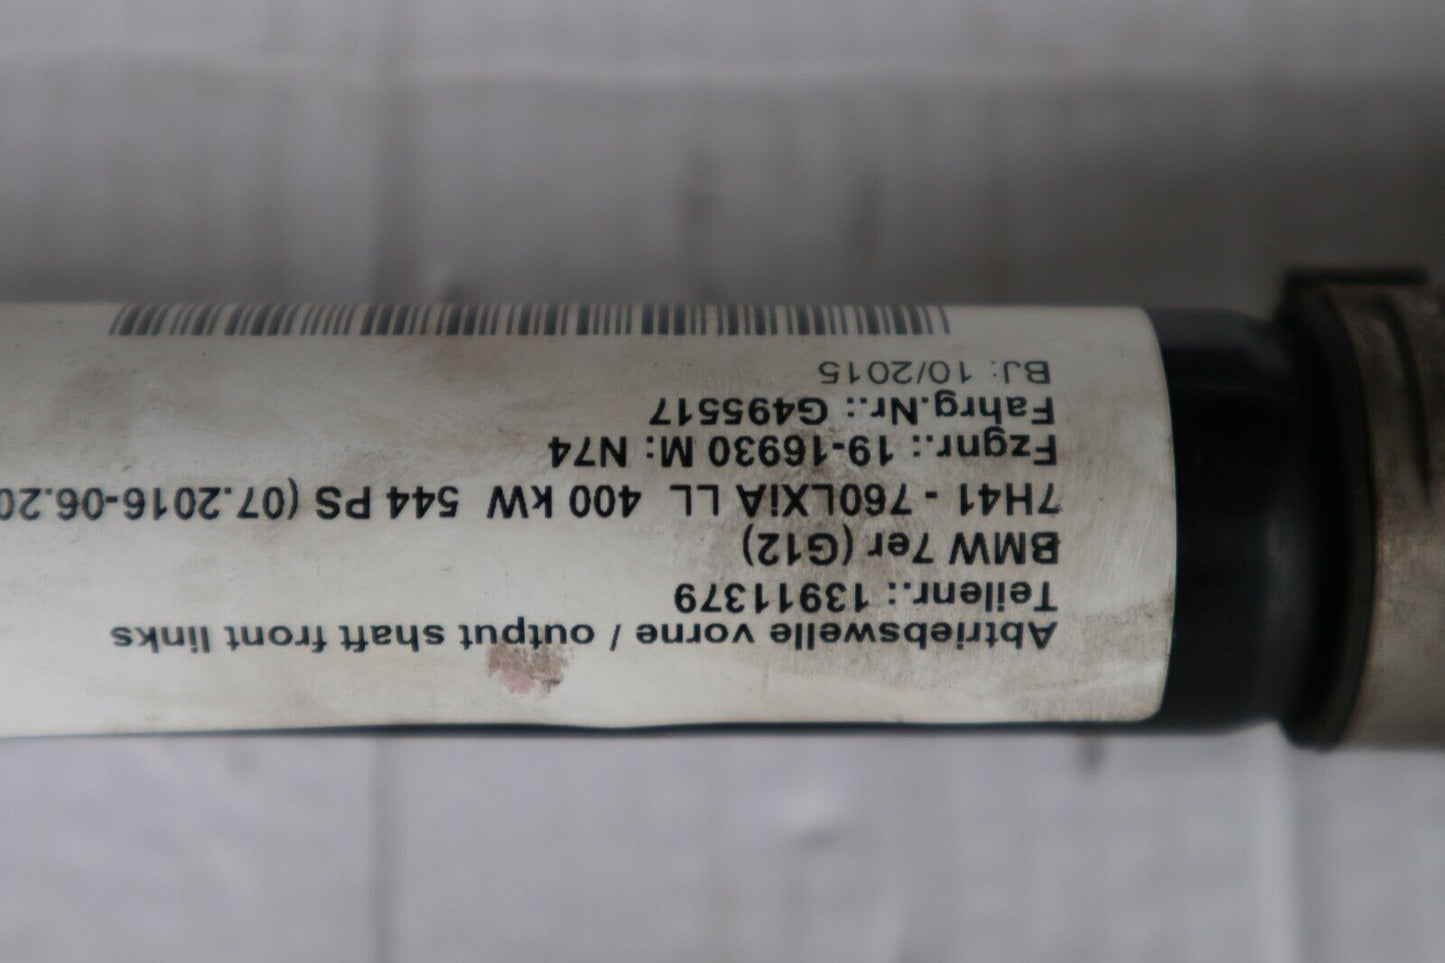 Abtriebswelle vorne / output shaft front links
Teilenr.: 13911379
BMW 7er (G12)
7H41 - 760LXiA LL 400 kW 544 PS (07.2016-06.20
Fzgnr.: 19-16930 M: N74
Fahrg.Nr.: G495517
BJ: 10/2015